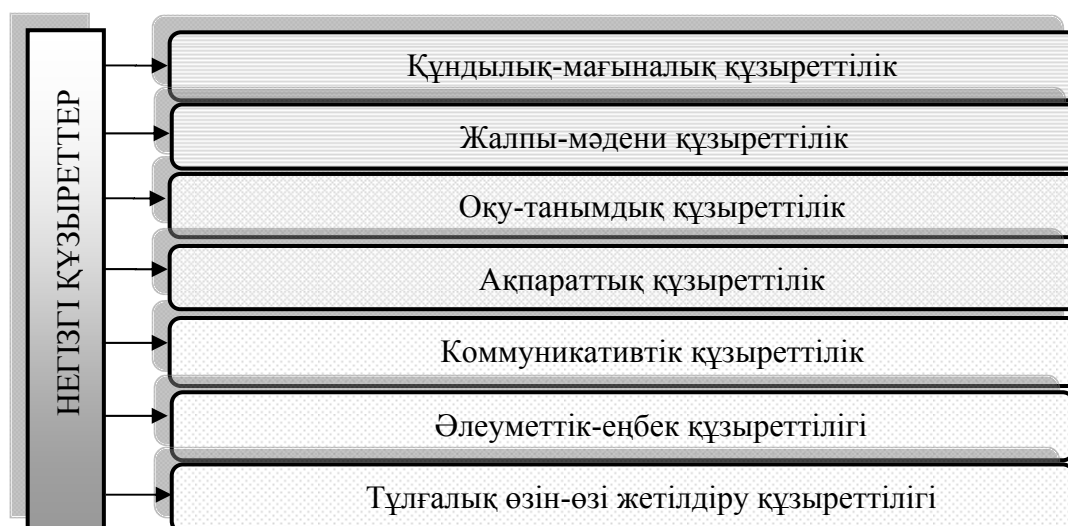 НЕГІЗГІ ҚҰЗЫРЕТТЕР
Құндылық-мағыналық құзыреттілік
Жалпы-мәдени құзыреттілік
Оқу-танымдық құзыреттілік
Ақпараттық құзыреттілік
Коммуникативтік құзыреттілік
Әлеуметтік-еңбек құзыреттілігі
Тұлғалық өзін-өзі жетілдіру құзыреттілігі